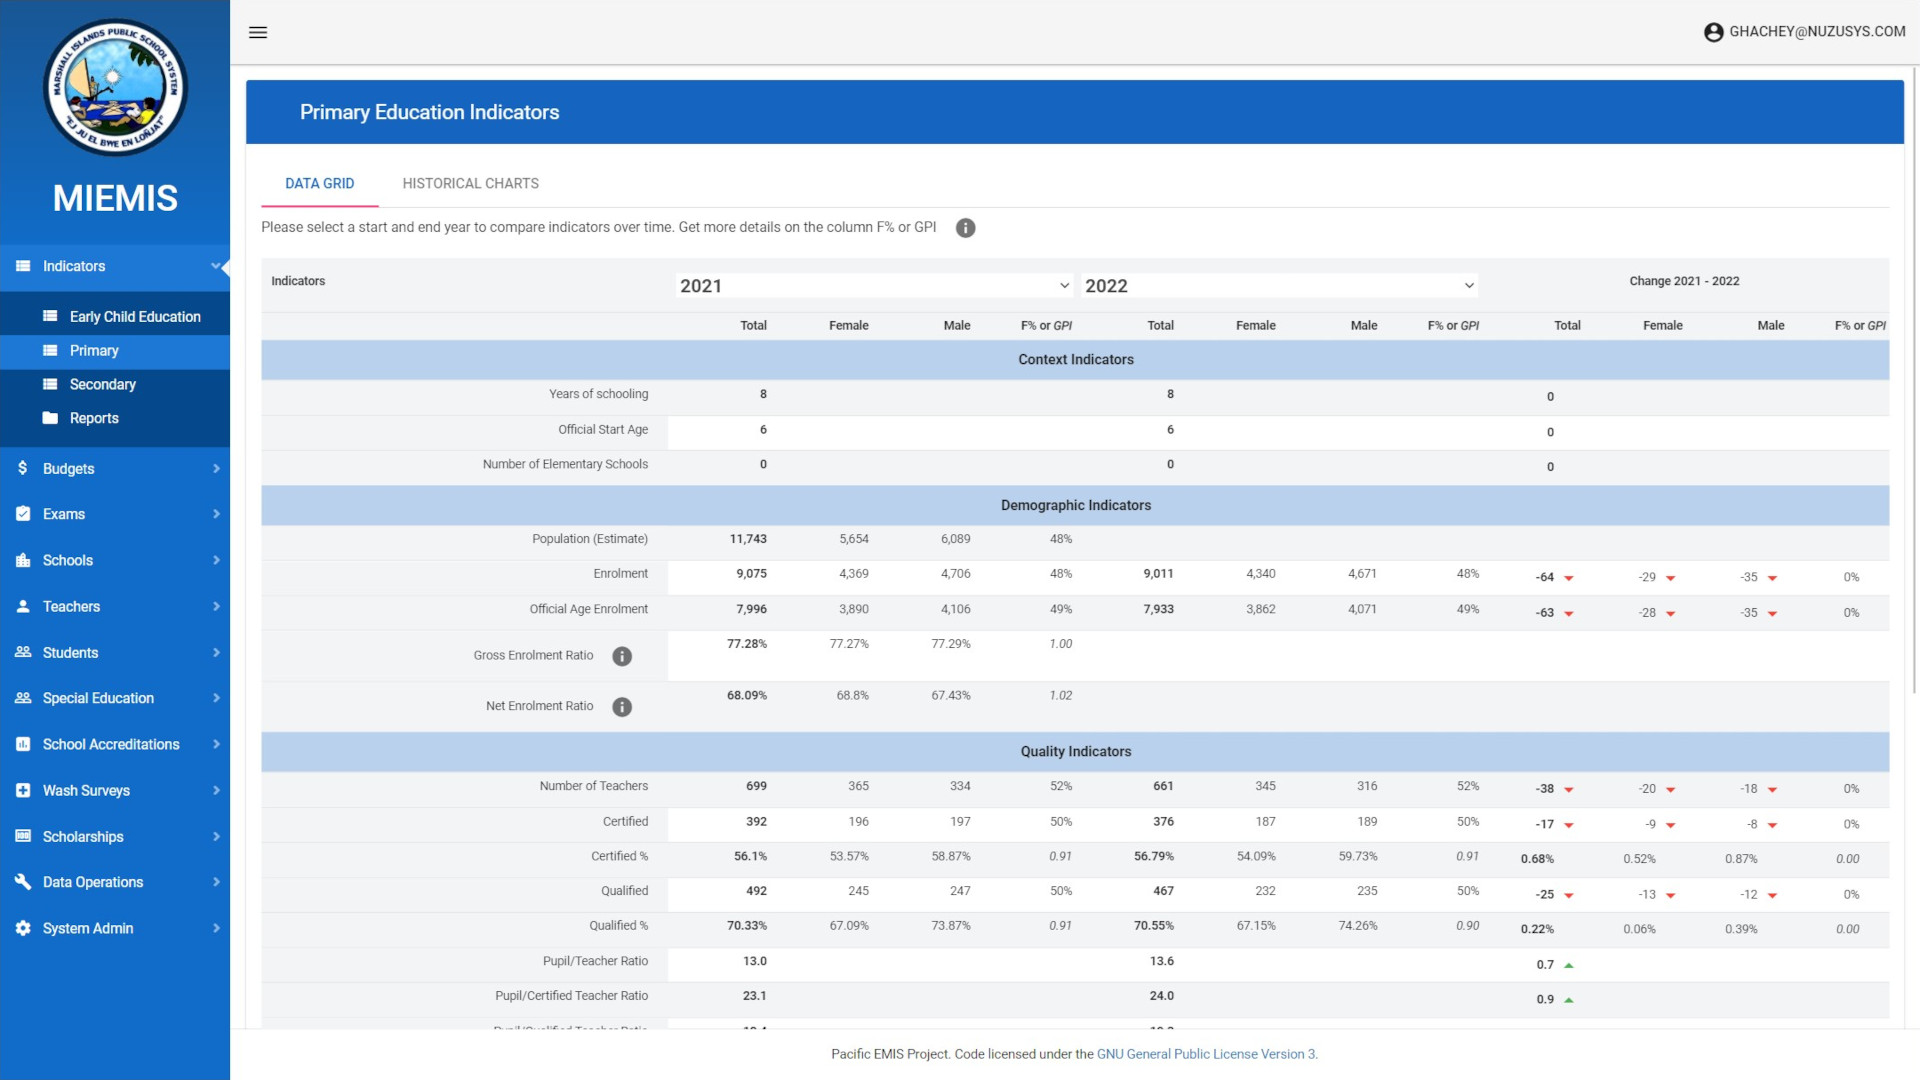 MARSHALL ISLANDS PUBLIC SCHOOL SYSTEM
"EJ JU EL BWE EN LOÑJAT"
MIEMIS
GHACHEY@NUZUSYS.COM
Indicators
Early Child Education
Primary
Secondary
Reports
Budgets
Exams
Schools
Teachers
Students
Special Education
School Accreditations
Wash Surveys
Scholarships
Data Operations
System Admin
Primary Education Indicators
DATA GRID HISTORICAL CHARTS
Please select a start and end year to compare indicators over time. Get more details on the column F% or GPI
Indicators 2021 2022 Change 2021 - 2022
Total Female Male F% or GPI Total Female Male F% or GPI Total Female Male F% or GPI
Context Indicators
Years of schooling 8 8 0
Official Start Age 6 6 0
Number of Elementary Schools 0 0 0
Demographic Indicators
Population (Estimate) 11,743 5,654 6,089 48%
Enrolment 9,075 4,369 4,706 48% 9,011 4,340 4,671 48% -64 -29 -35 0%
Official Age Enrolment 7,996 3,890 4,106 49% 7,933 3,862 4,071 49% -63 -28 -35 0%
Gross Enrolment Ratio 77.28% 77.27% 77.29% 1.00
Net Enrolment Ratio 68.09% 68.8% 67.43% 1.02
Quality Indicators
Number of Teachers 699 365 334 52% 661 345 316 52% -38 -20 -18 0%
Certified 392 196 197 50% 376 187 189 50% -17 -9 -8 0%
Certified % 56.1% 53.57% 58.87% 0.91 56.79% 54.09% 59.73% 0.91 0.68% 0.52% 0.87% 0.00
Qualified 492 245 247 50% 467 232 235 50% -25 -13 -12 0%
Qualified % 70.33% 67.09% 73.87% 0.91 70.55% 67.15% 74.26% 0.90 0.22% 0.06% 0.39% 0.00
Pupil/Teacher Ratio 13.0 13.6 0.7
Pupil/Certified Teacher Ratio 23.1 24.0 0.9
Pupil/Qualified Teacher Ratio
Pacific EMIS Project. Code licensed under the GNU General Public License Version 3.